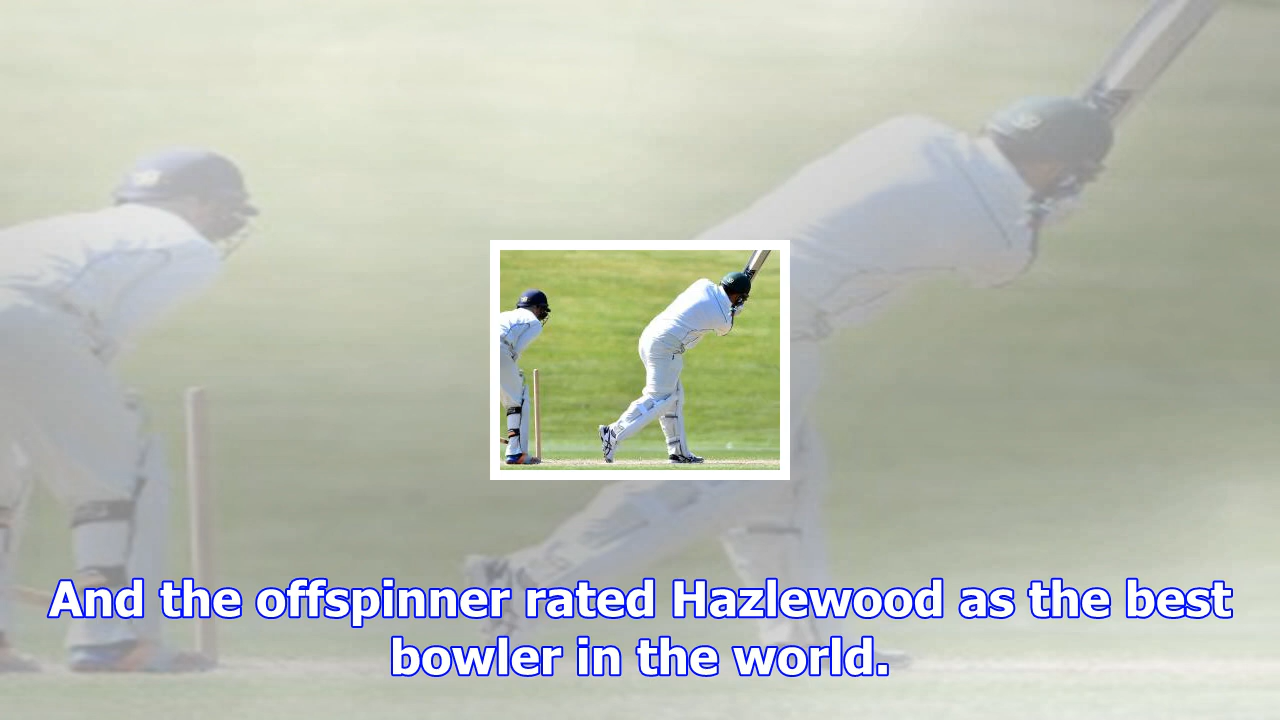 And the offspinner rated Hazlewood as the best
bowler in the world.